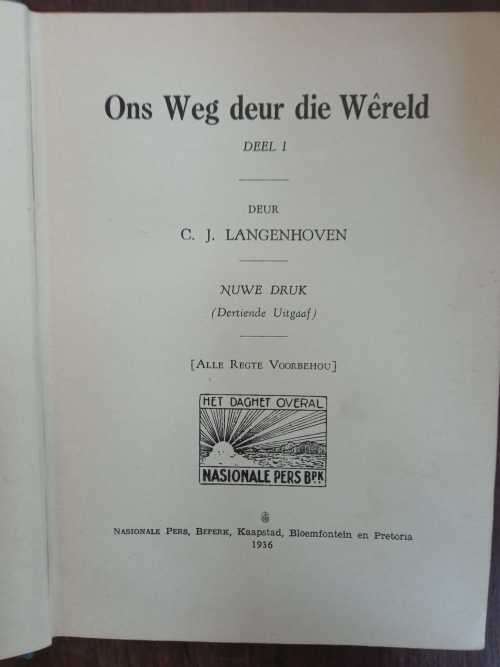 Ons Weg deur die Wêreld
DEEL I
DEUR
C. J. LANGENHOVEN
NUWE DRUK
(Dertiende Uitgaaf)
[ALLE REGTE VOORBEHOU]
HET DAGHET OVERAL
NASIONALE PERS BPK
NASIONALE PERS, BEPERK, Kaapstad, Bloemfontein en Pretoria
1936